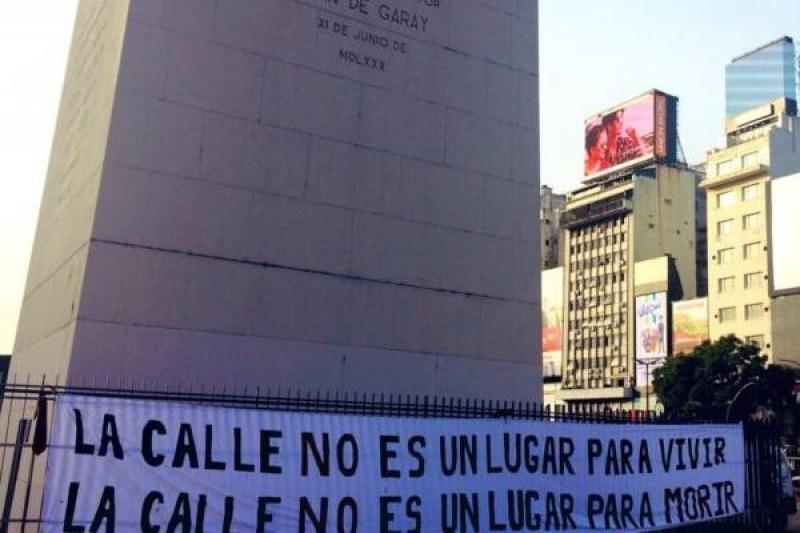 DE GARAY
XI DE JUNIO DE
MDLXXX
LA CALLE NO ES UN LUGAR PARA VIVIR
LA CALLE NO ES UN LUGAR PARA MORIR